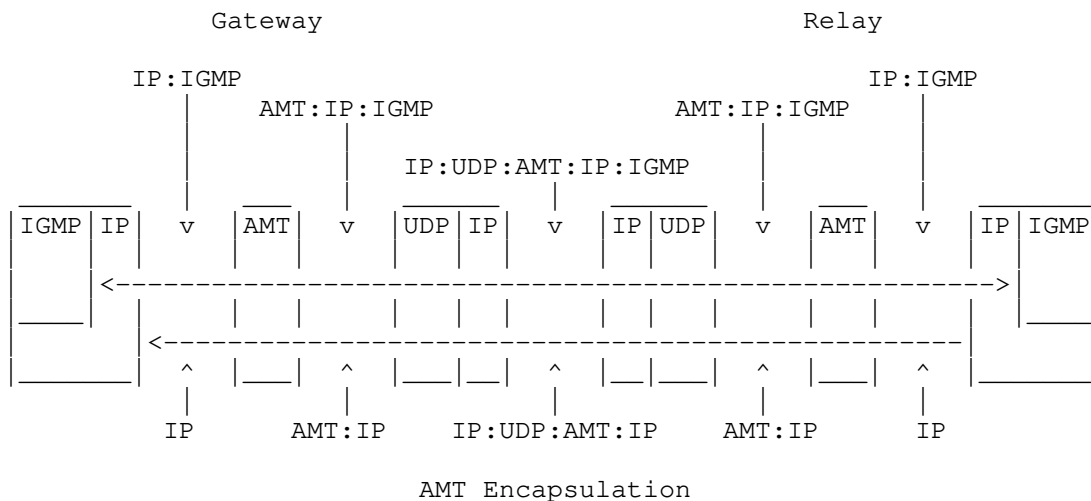 Gateway Relay
IP:IGMP IP:IGMP
AMT:IP:IGMP AMT:IP:IGMP
IP:UDP:AMT:IP:IGMP
IGMP IP v AMT v UDP IP v IP UDP v AMT v IP IGMP
IP AMT:IP IP:UDP:AMT:IP AMT:IP IP
AMT Encapsulation